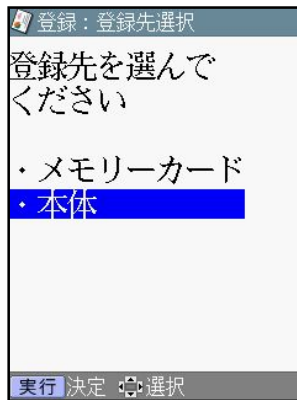 登録：登録先選択
登録先を選んで
ください
・メモリーカード
・本体
実行 決定 選択